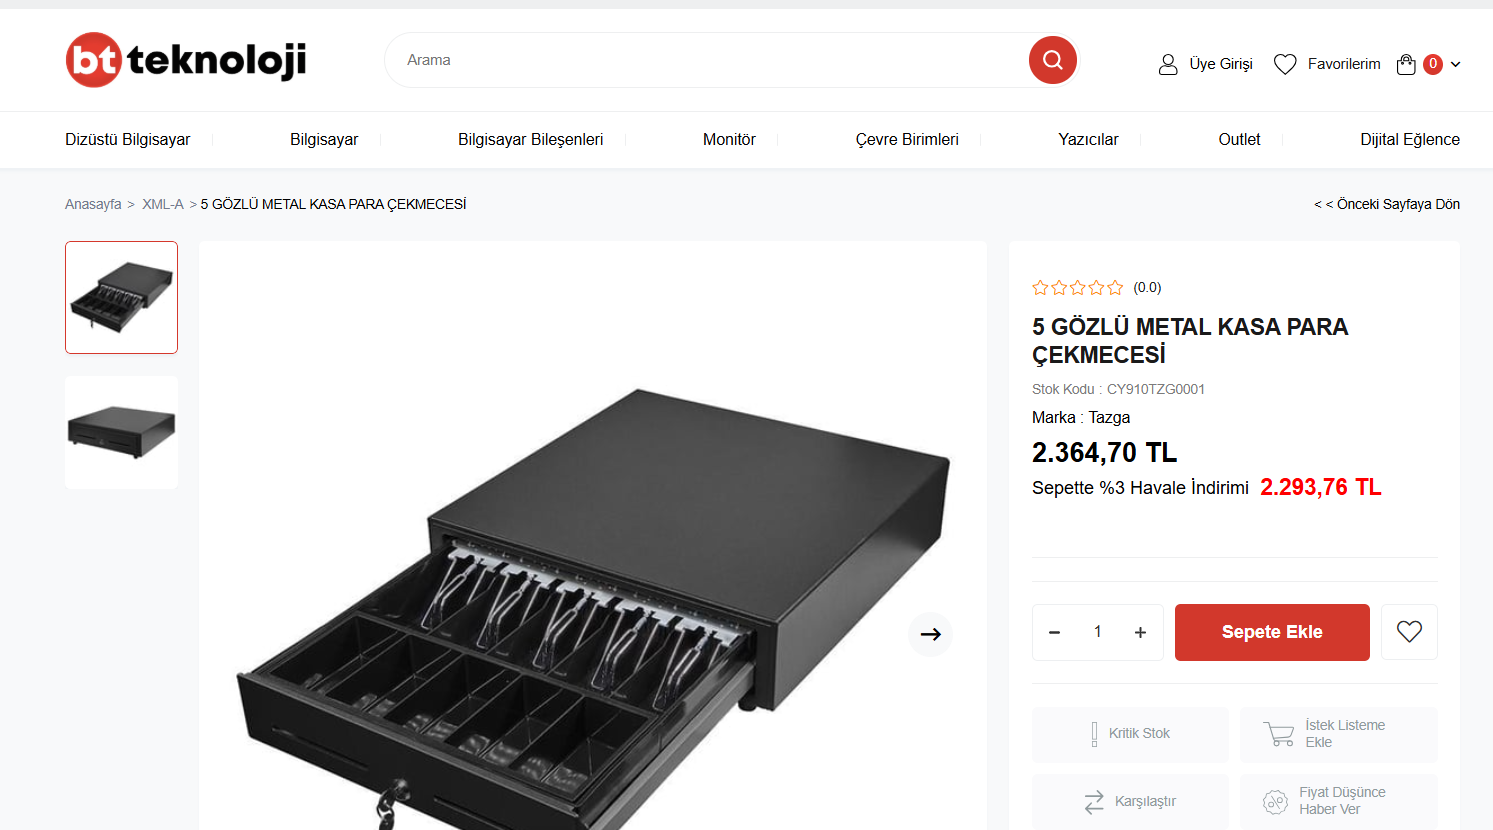 bt teknoloji
Arama
Üye Girişi
Favorilerim
0
Dizüstü Bilgisayar
Bilgisayar
Bilgisayar Bileşenleri
Monitör
Çevre Birimleri
Yazıcılar
Outlet
Dijital Eğlence
Anasayfa > XML-A > 5 GÖZLÜ METAL KASA PARA ÇEKMECESİ
< < Önceki Sayfaya Dön
(0.0)
5 GÖZLÜ METAL KASA PARA
ÇEKMECESİ
Stok Kodu : CY910TZG0001
Marka : Tazga
2.364,70 TL
Sepette %3 Havale İndirimi 2.293,76 TL
− 1 +
Sepete Ekle
Kritik Stok
İstek Listeme
Ekle
Karşılaştır
Fiyat Düşünce
Haber Ver